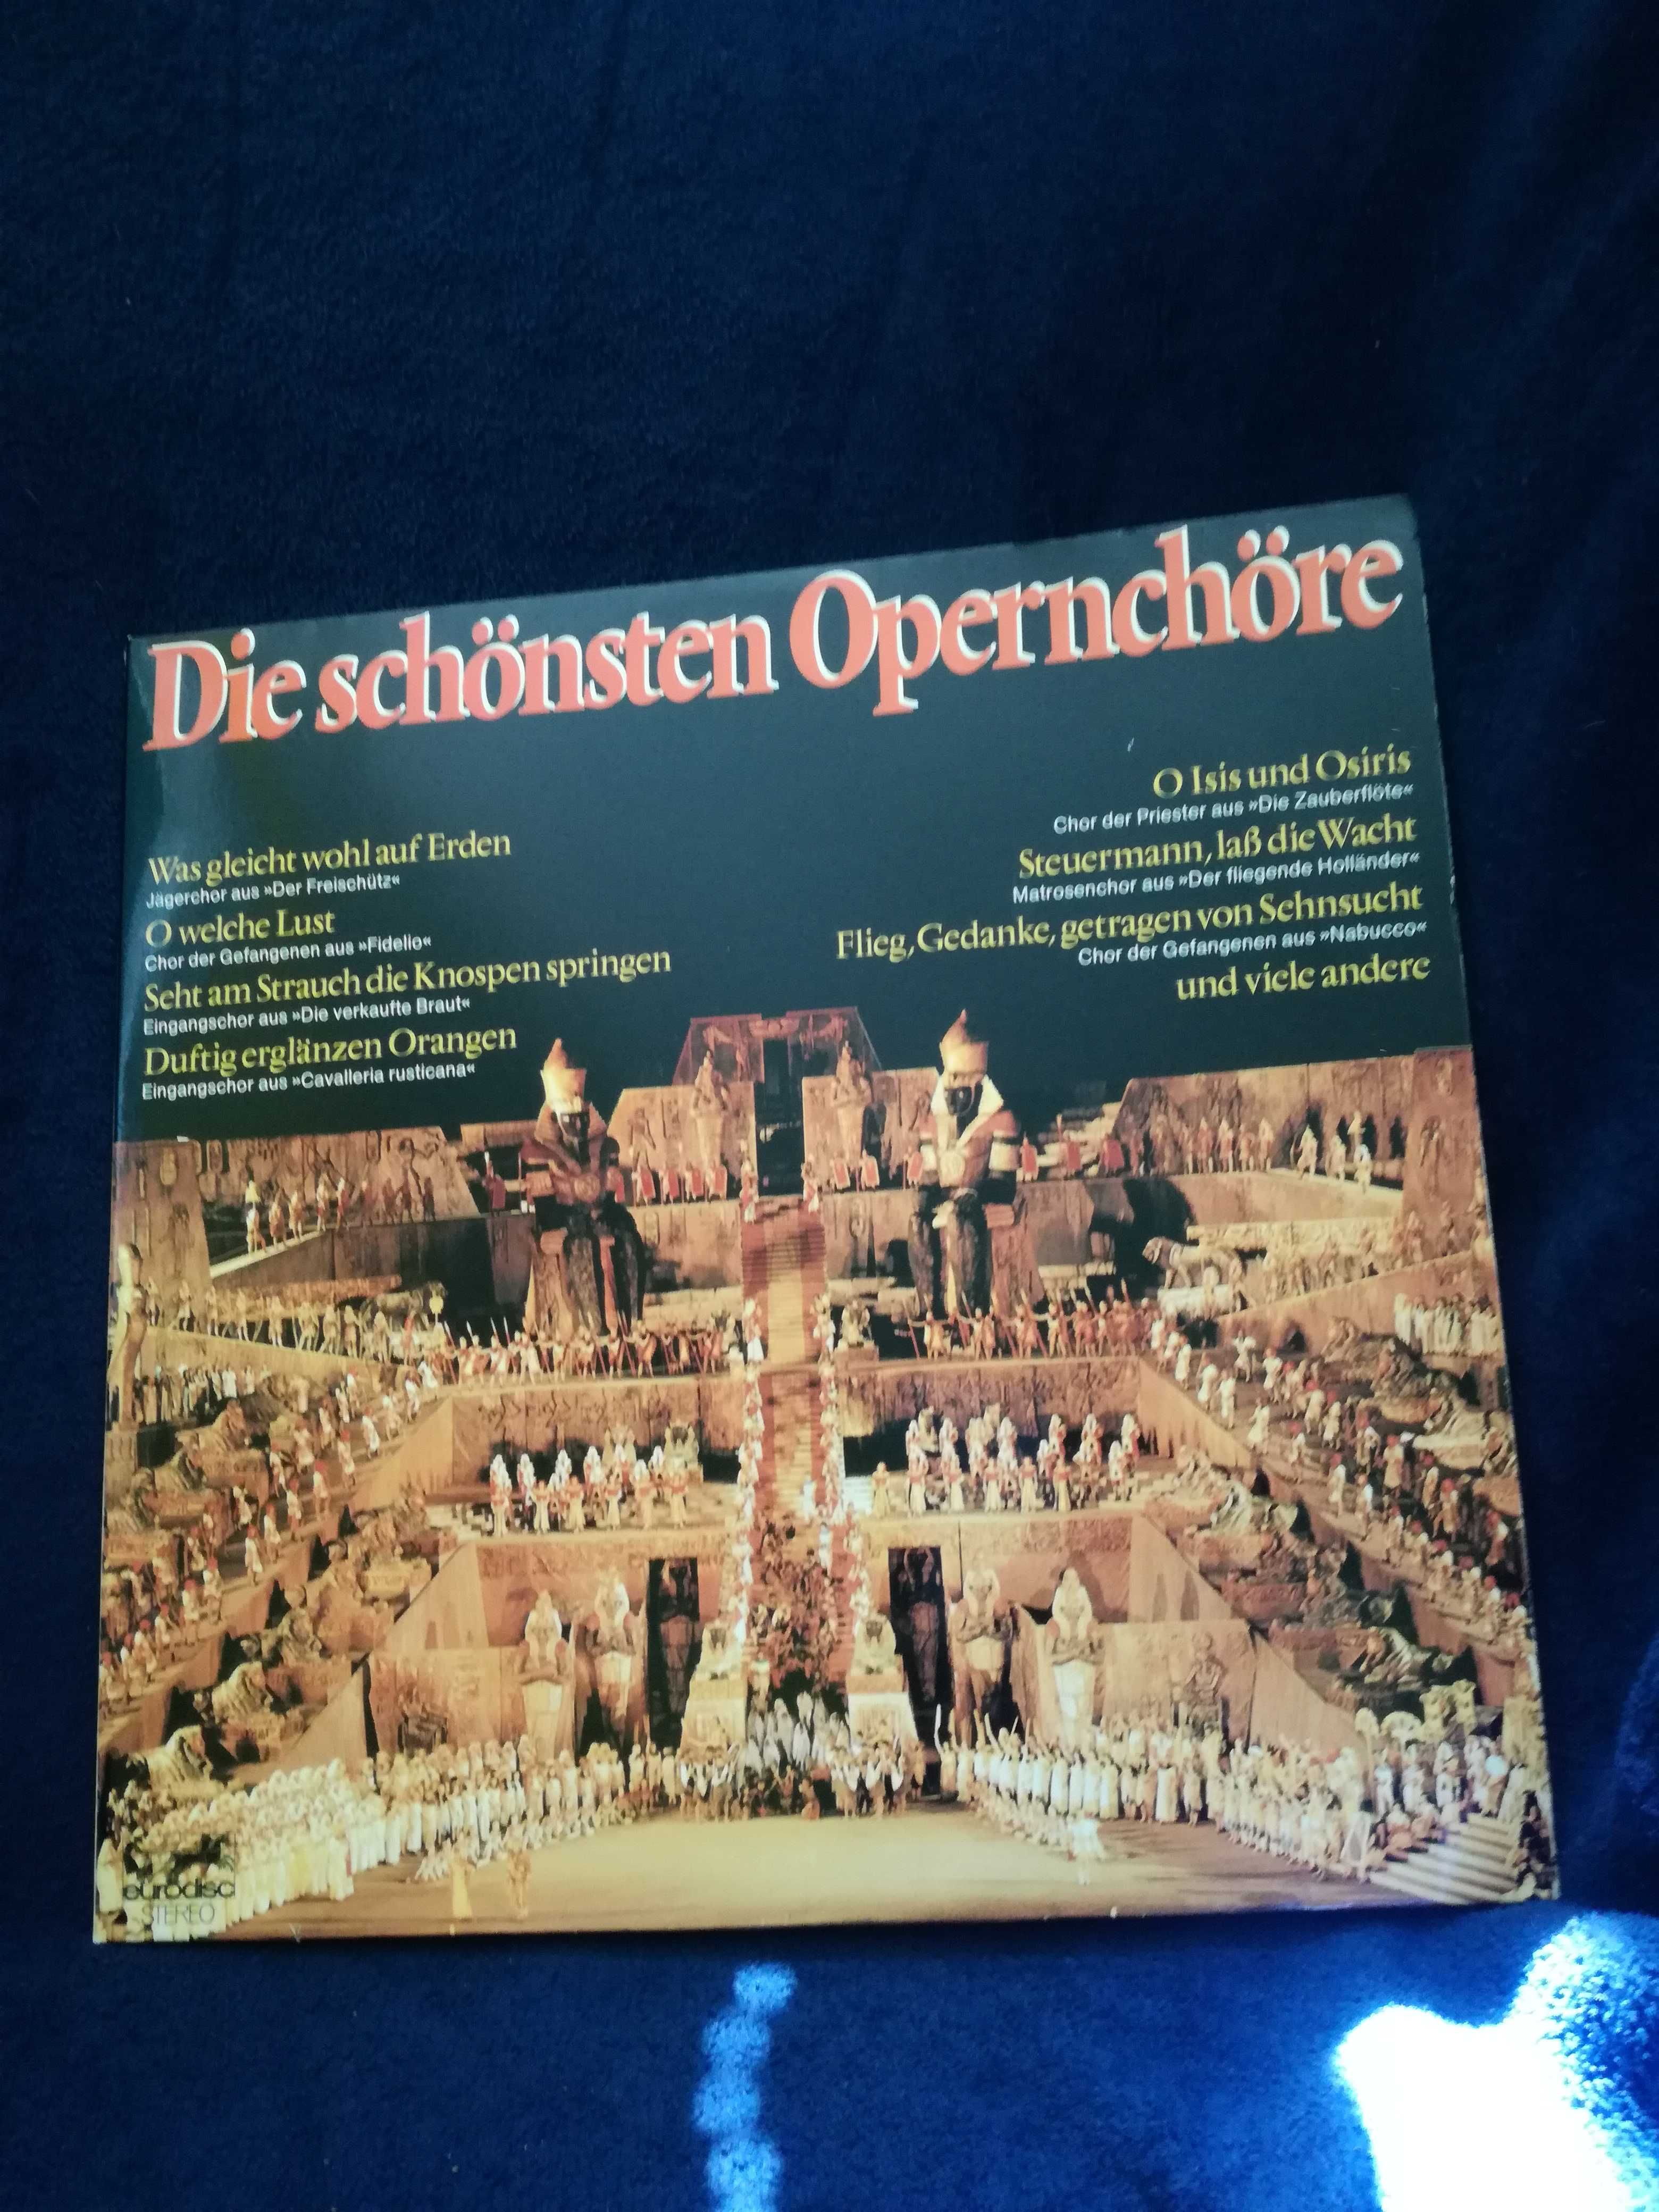 Die schönsten Opernchöre
Was gleicht wohl auf Erden
Jägerchor aus »Der Freischütz«
O welche Lust
Chor der Gefangenen aus »Fidelio«
Seht am Strauch die Knospen springen
Eingangschor aus »Die verkaufte Braut«
Duftig erglänzen Orangen
Eingangschor aus »Cavalleria rusticana«
O Isis und Osiris
Chor der Priester aus »Die Zauberflöte«
Steuermann, laß die Wacht
Matrosenchor aus »Der fliegende Holländer«
Flieg, Gedanke, getragen von Sehnsucht
Chor der Gefangenen aus »Nabucco«
und viele andere
eurodisc
STEREO